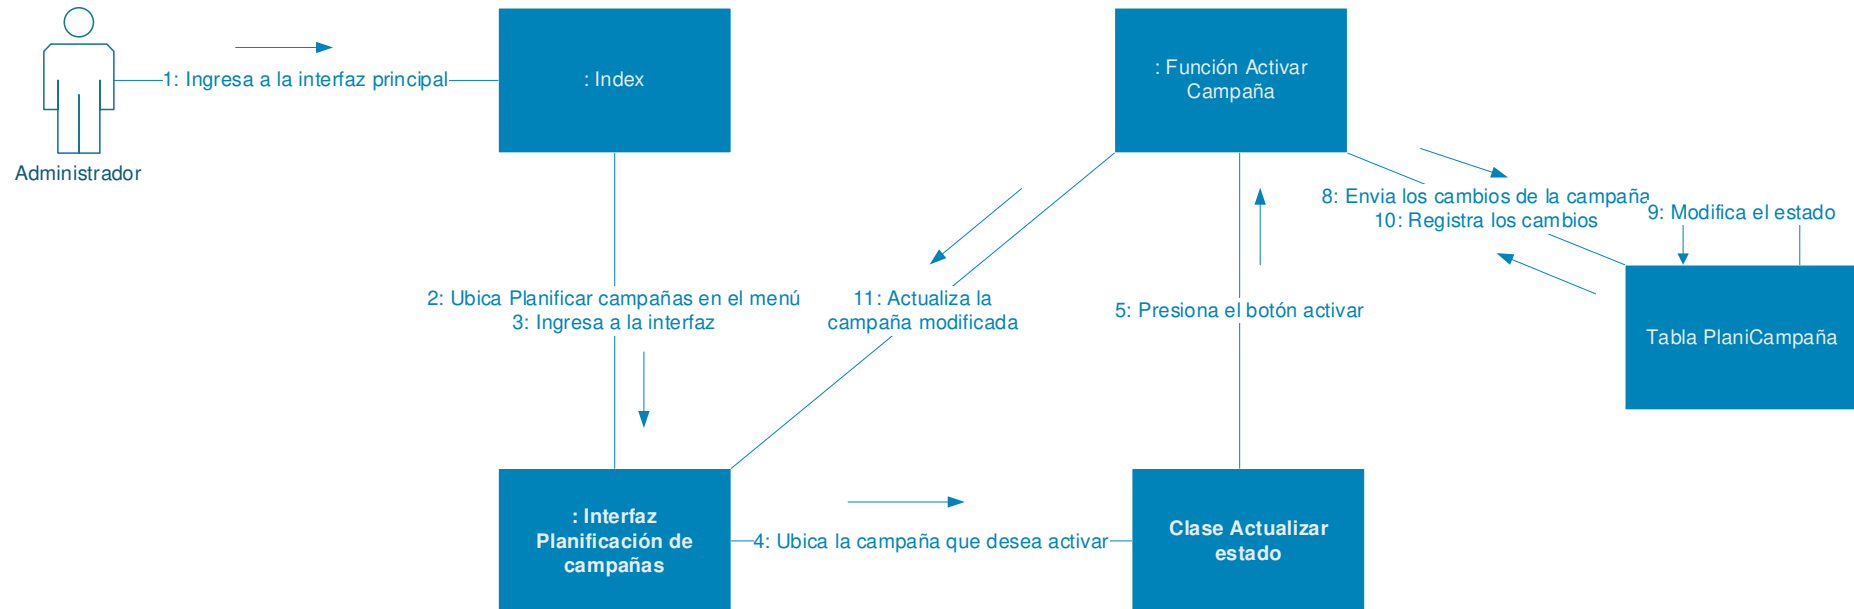 Administrador
1: Ingresa a la interfaz principal
: Index
: Función Activar
Campaña
8: Envia los cambios de la campaña
10: Registra los cambios
9: Modifica el estado
Tabla PlaniCampaña
2: Ubica Planificar campañas en el menú
3: Ingresa a la interfaz
11: Actualiza la
campaña modificada
5: Presiona el botón activar
: Interfaz
Planificación de
campañas
4: Ubica la campaña que desea activar
Clase Actualizar
estado